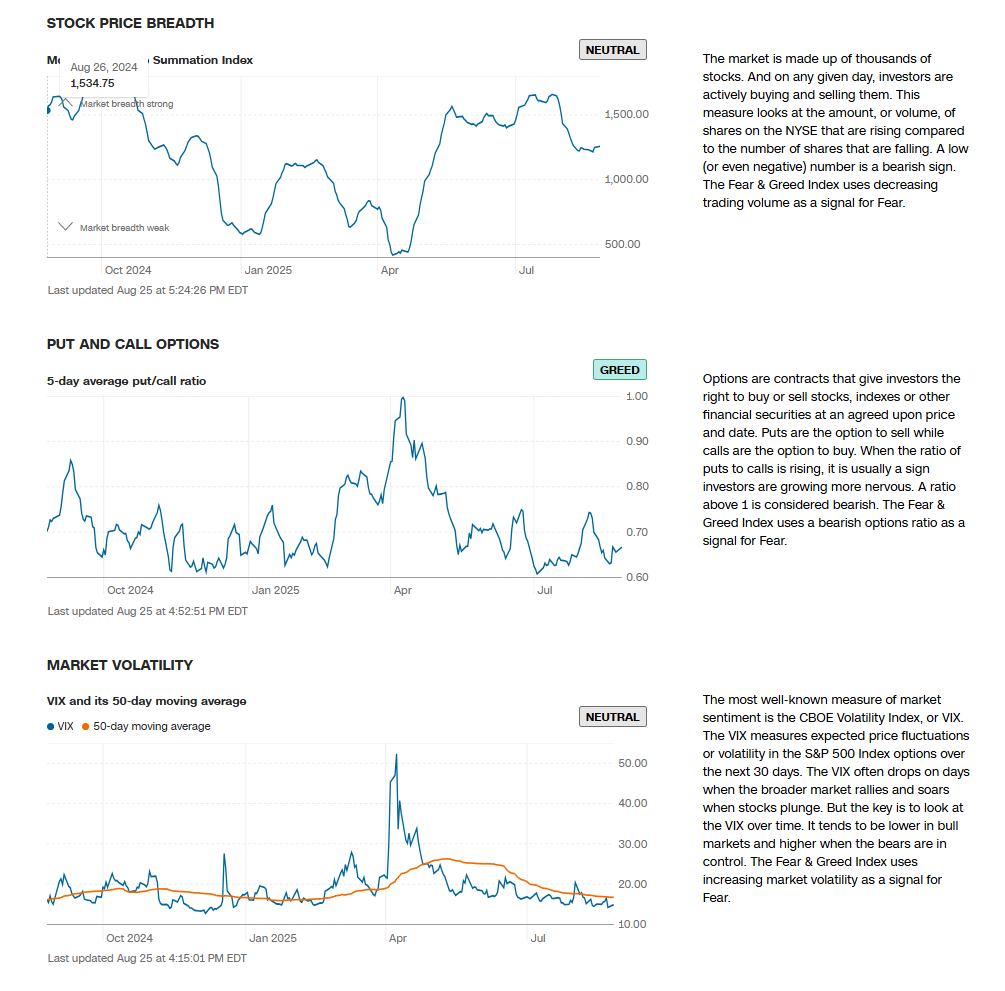 STOCK PRICE BREADTH
NEUTRAL
Summation Index
Aug 26, 2024
1,534.75
Market breadth strong
1,500.00
1,000.00
Market breadth weak
500.00
Oct 2024
Jan 2025
Apr
Jul
Last updated Aug 25 at 5:24:26 PM EDT
The market is made up of thousands of
stocks. And on any given day, investors are
actively buying and selling them. This
measure looks at the amount, or volume, of
shares on the NYSE that are rising compared
to the number of shares that are falling. A low
(or even negative) number is a bearish sign.
The Fear & Greed Index uses decreasing
trading volume as a signal for Fear.
PUT AND CALL OPTIONS
GREED
5-day average put/call ratio
1.00
0.90
0.80
0.70
0.60
Oct 2024
Jan 2025
Apr
Jul
Last updated Aug 25 at 4:52:51 PM EDT
Options are contracts that give investors the
right to buy or sell stocks, indexes or other
financial securities at an agreed upon price
and date. Puts are the option to sell while
calls are the option to buy. When the ratio of
puts to calls is rising, it is usually a sign
investors are growing more nervous. A ratio
above 1 is considered bearish. The Fear &
Greed Index uses a bearish options ratio as a
signal for Fear.
MARKET VOLATILITY
VIX and its 50-day moving average
NEUTRAL
VIX
50-day moving average
50.00
40.00
30.00
20.00
10.00
Oct 2024
Jan 2025
Apr
Jul
Last updated Aug 25 at 4:15:01 PM EDT
The most well-known measure of market
sentiment is the CBOE Volatility Index, or VIX.
The VIX measures expected price fluctuations
or volatility in the S&P 500 Index options over
the next 30 days. The VIX often drops on days
when the broader market rallies and soars
when stocks plunge. But the key is to look at
the VIX over time. It tends to be lower in bull
markets and higher when the bears are in
control. The Fear & Greed Index uses
increasing market volatility as a signal for
Fear.